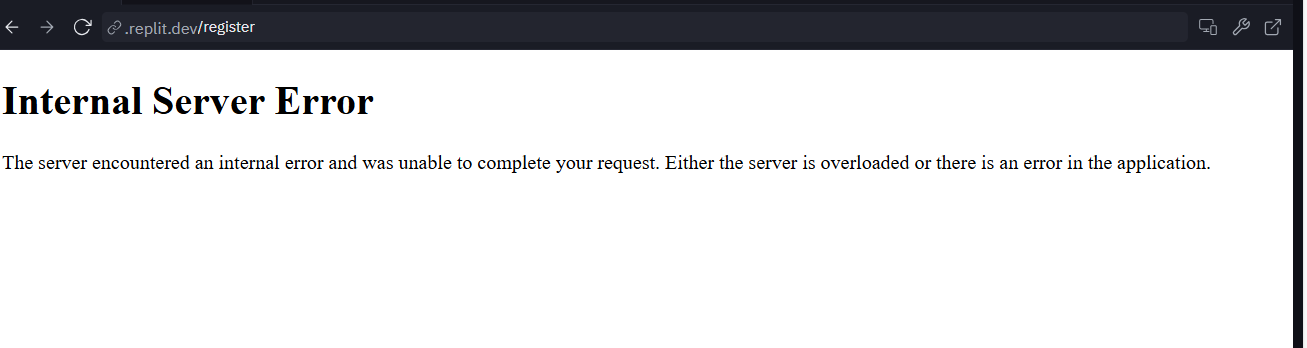 .replit.dev/register
Internal Server Error
The server encountered an internal error and was unable to complete your request. Either the server is overloaded or there is an error in the application.